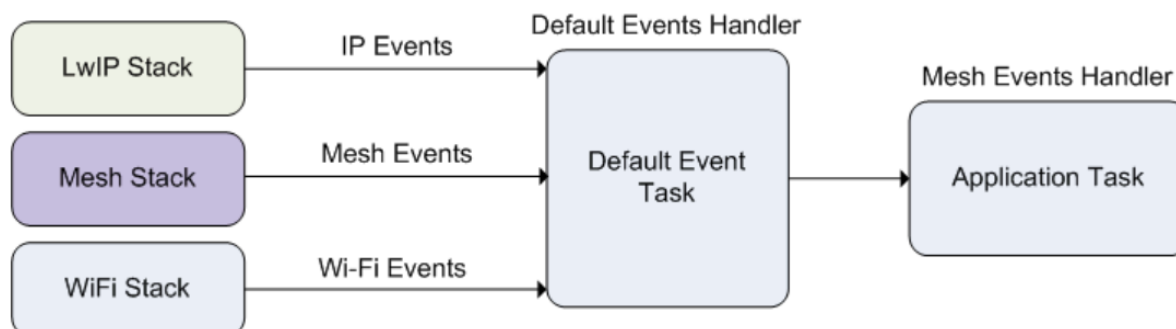 Default Events Handler
LwIP Stack
IP Events
Mesh Events Handler
Mesh Stack
Mesh Events
Default Event
Task
Application Task
WiFi Stack
Wi-Fi Events